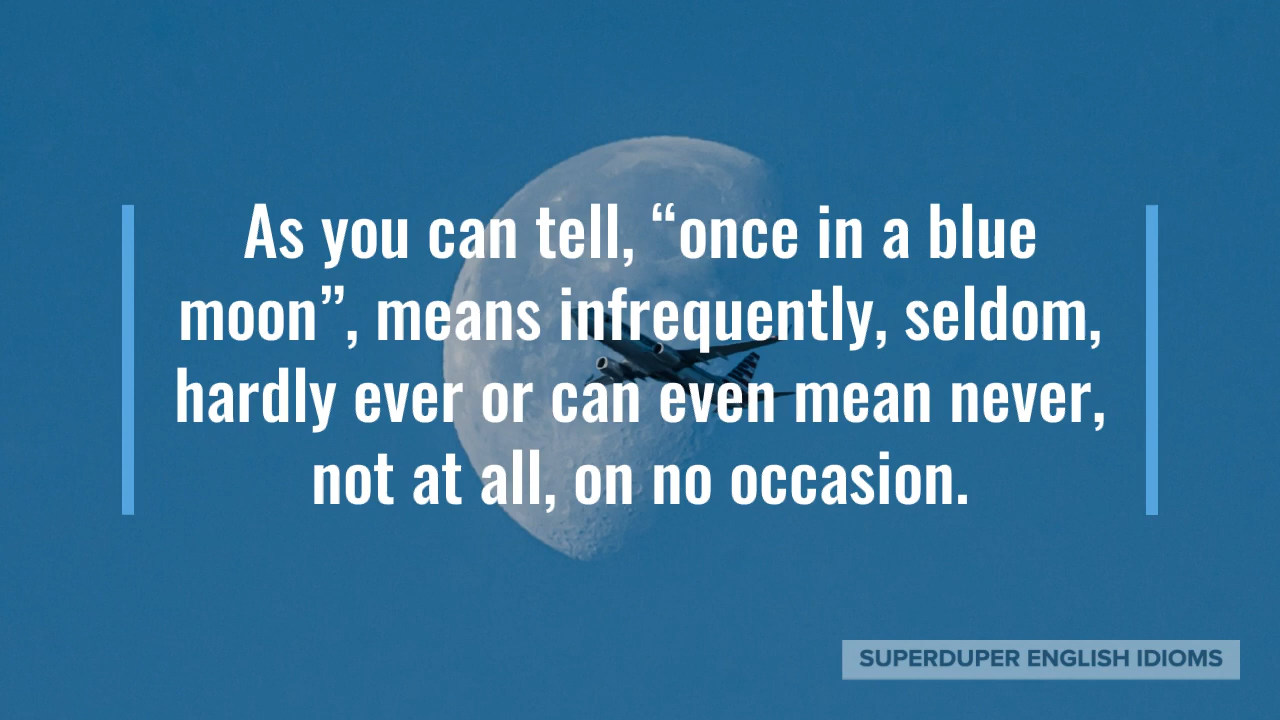 As you can tell, “once in a blue
moon”, means infrequently, seldom,
hardly ever or can even mean never,
not at all, on no occasion.
SUPERDUPER ENGLISH IDIOMS